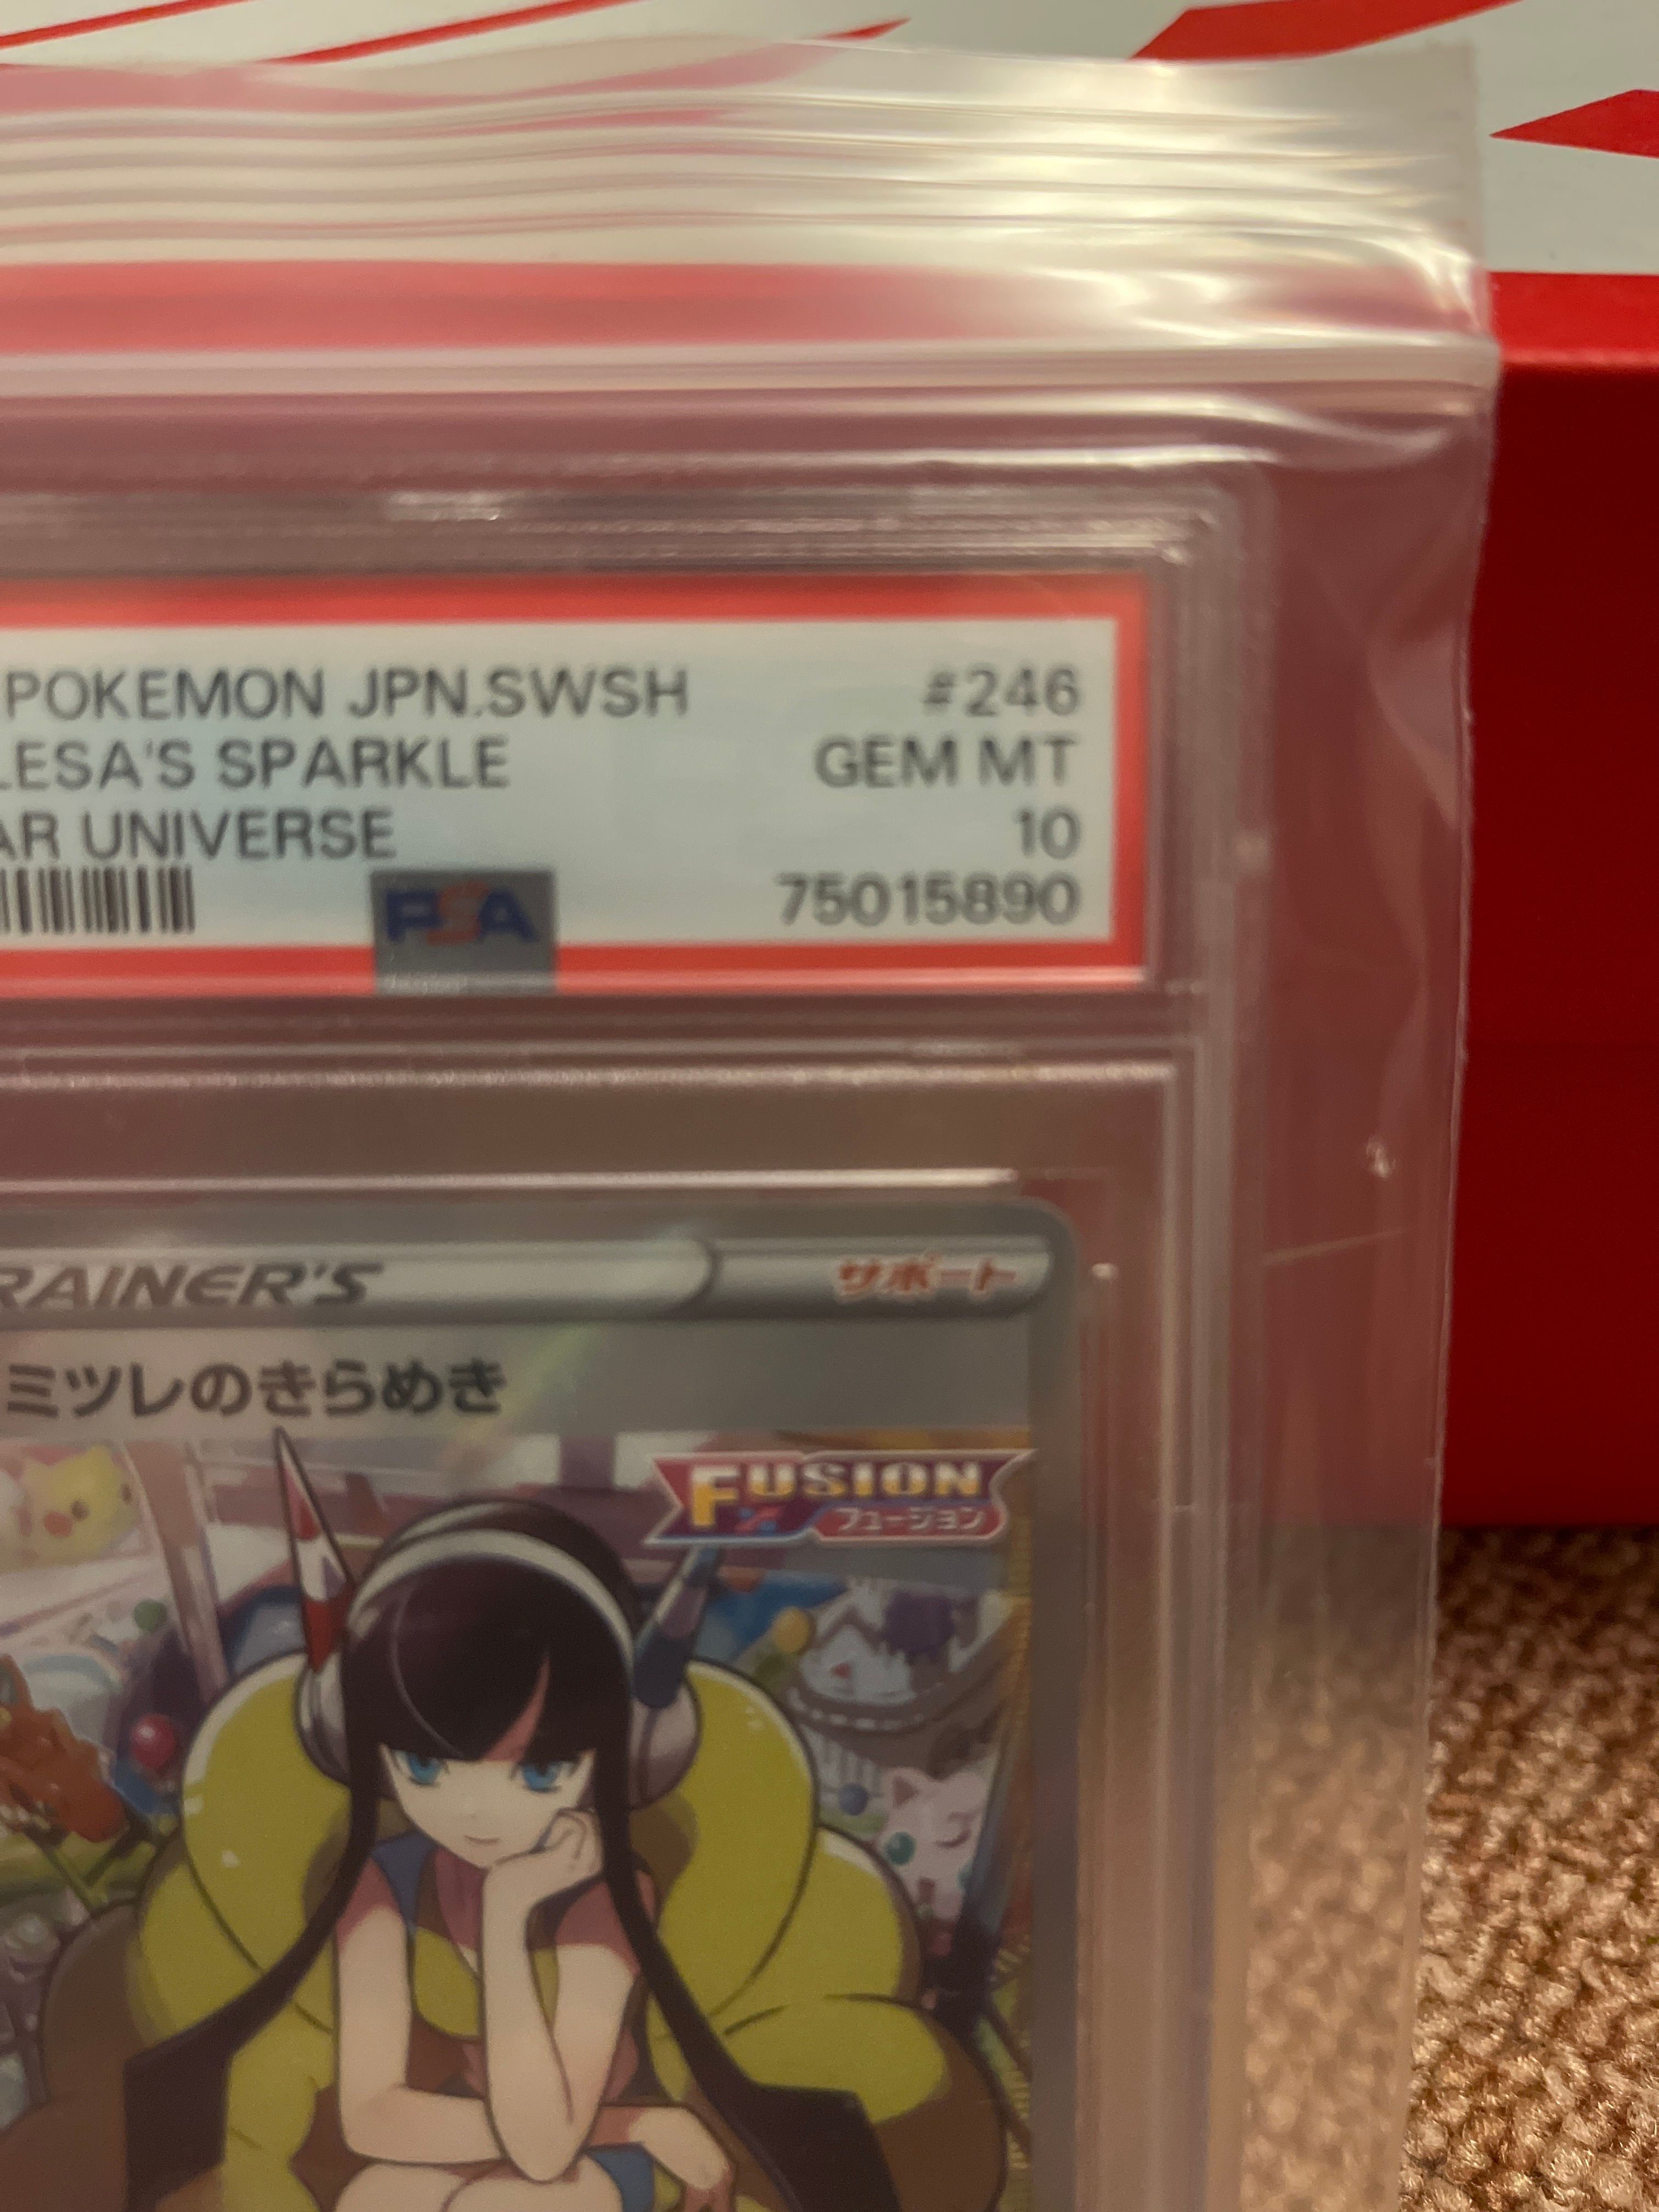 POKEMON JPN.SWSH #246
LESA'S SPARKLE GEM MT
AR UNIVERSE 10
PSA 75015890
RAINER'S サポート
ミツレのきらめき
FUSION
フュージョン